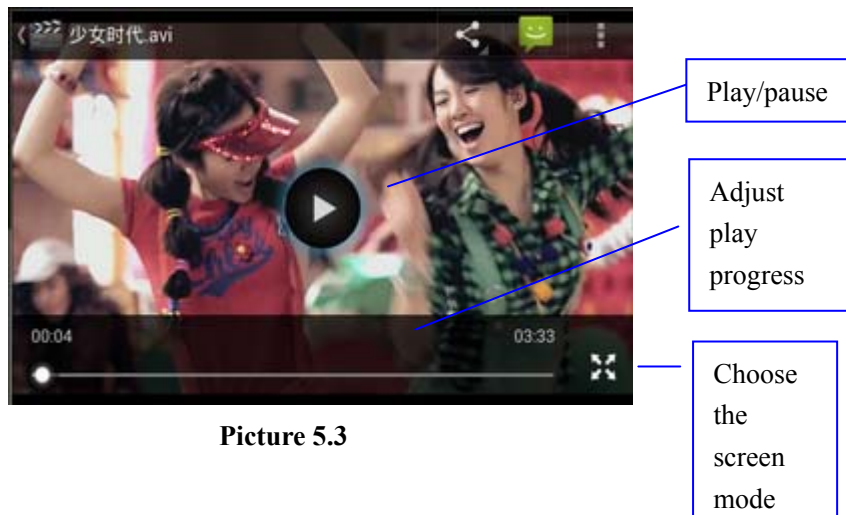 少女时代.avi
Play/pause
Adjust
play
progress
00:04
03:33
Choose
the
screen
mode
Picture 5.3